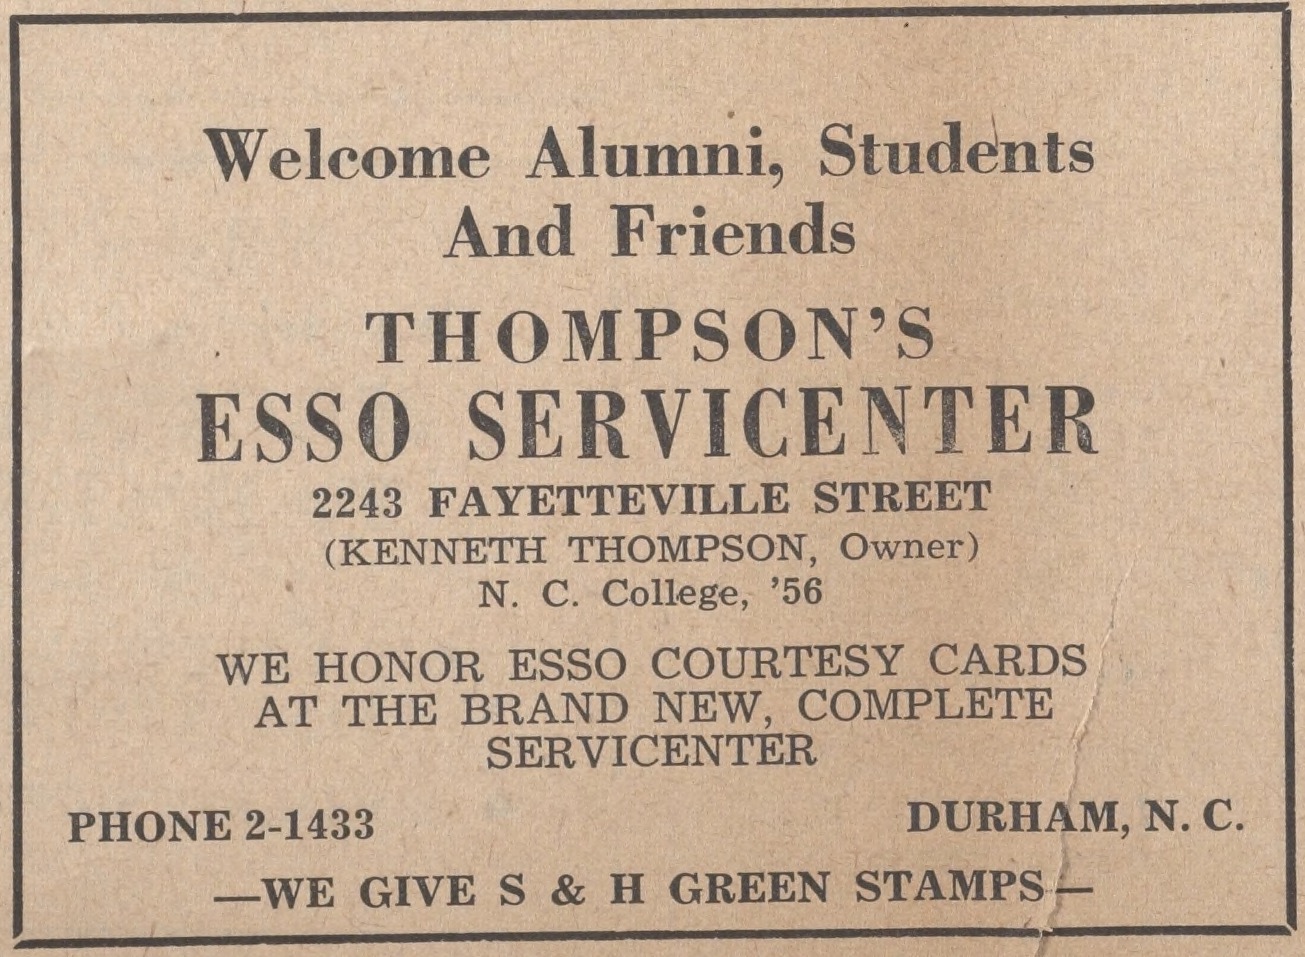 Welcome Alumni, Students
And Friends
THOMPSON'S
ESSO SERVICENTER
2243 FAYETTEVILLE STREET
(KENNETH THOMPSON, Owner)
N. C. College, '56
WE HONOR ESSO COURTESY CARDS
AT THE BRAND NEW, COMPLETE
SERVICENTER
PHONE 2-1433 DURHAM, N. C.
—WE GIVE S & H GREEN STAMPS—